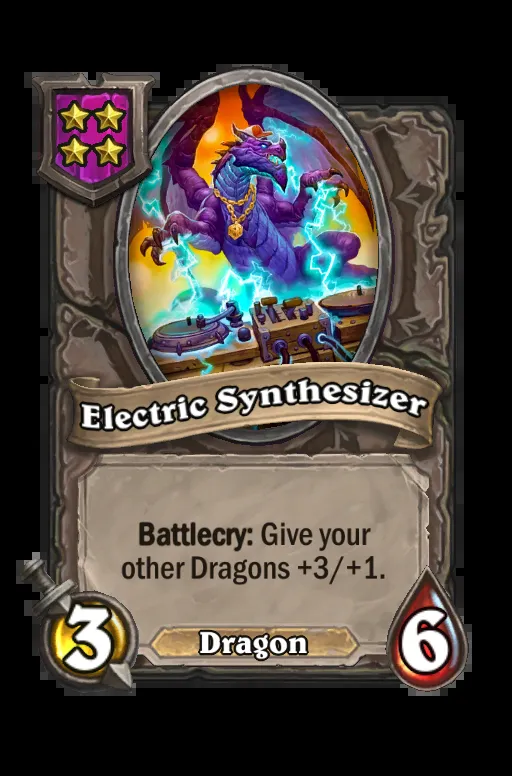 Electric Synthesizer
Battlecry: Give your
other Dragons +3/+1.
3
Dragon
6